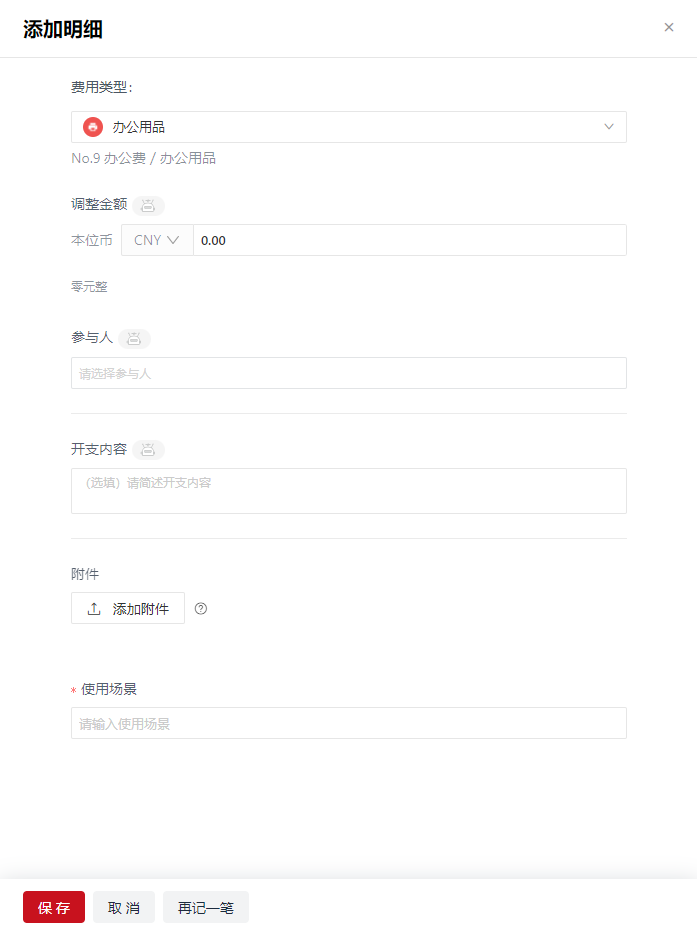 添加明细
费用类型:
办公用品
No.9 办公费 / 办公用品
调整金额
本位币 CNY 0.00
零元整
参与人
请选择参与人
开支内容
（选填）请简述开支内容
附件
添加附件
* 使用场景
请输入使用场景
保 存 取 消 再记一笔